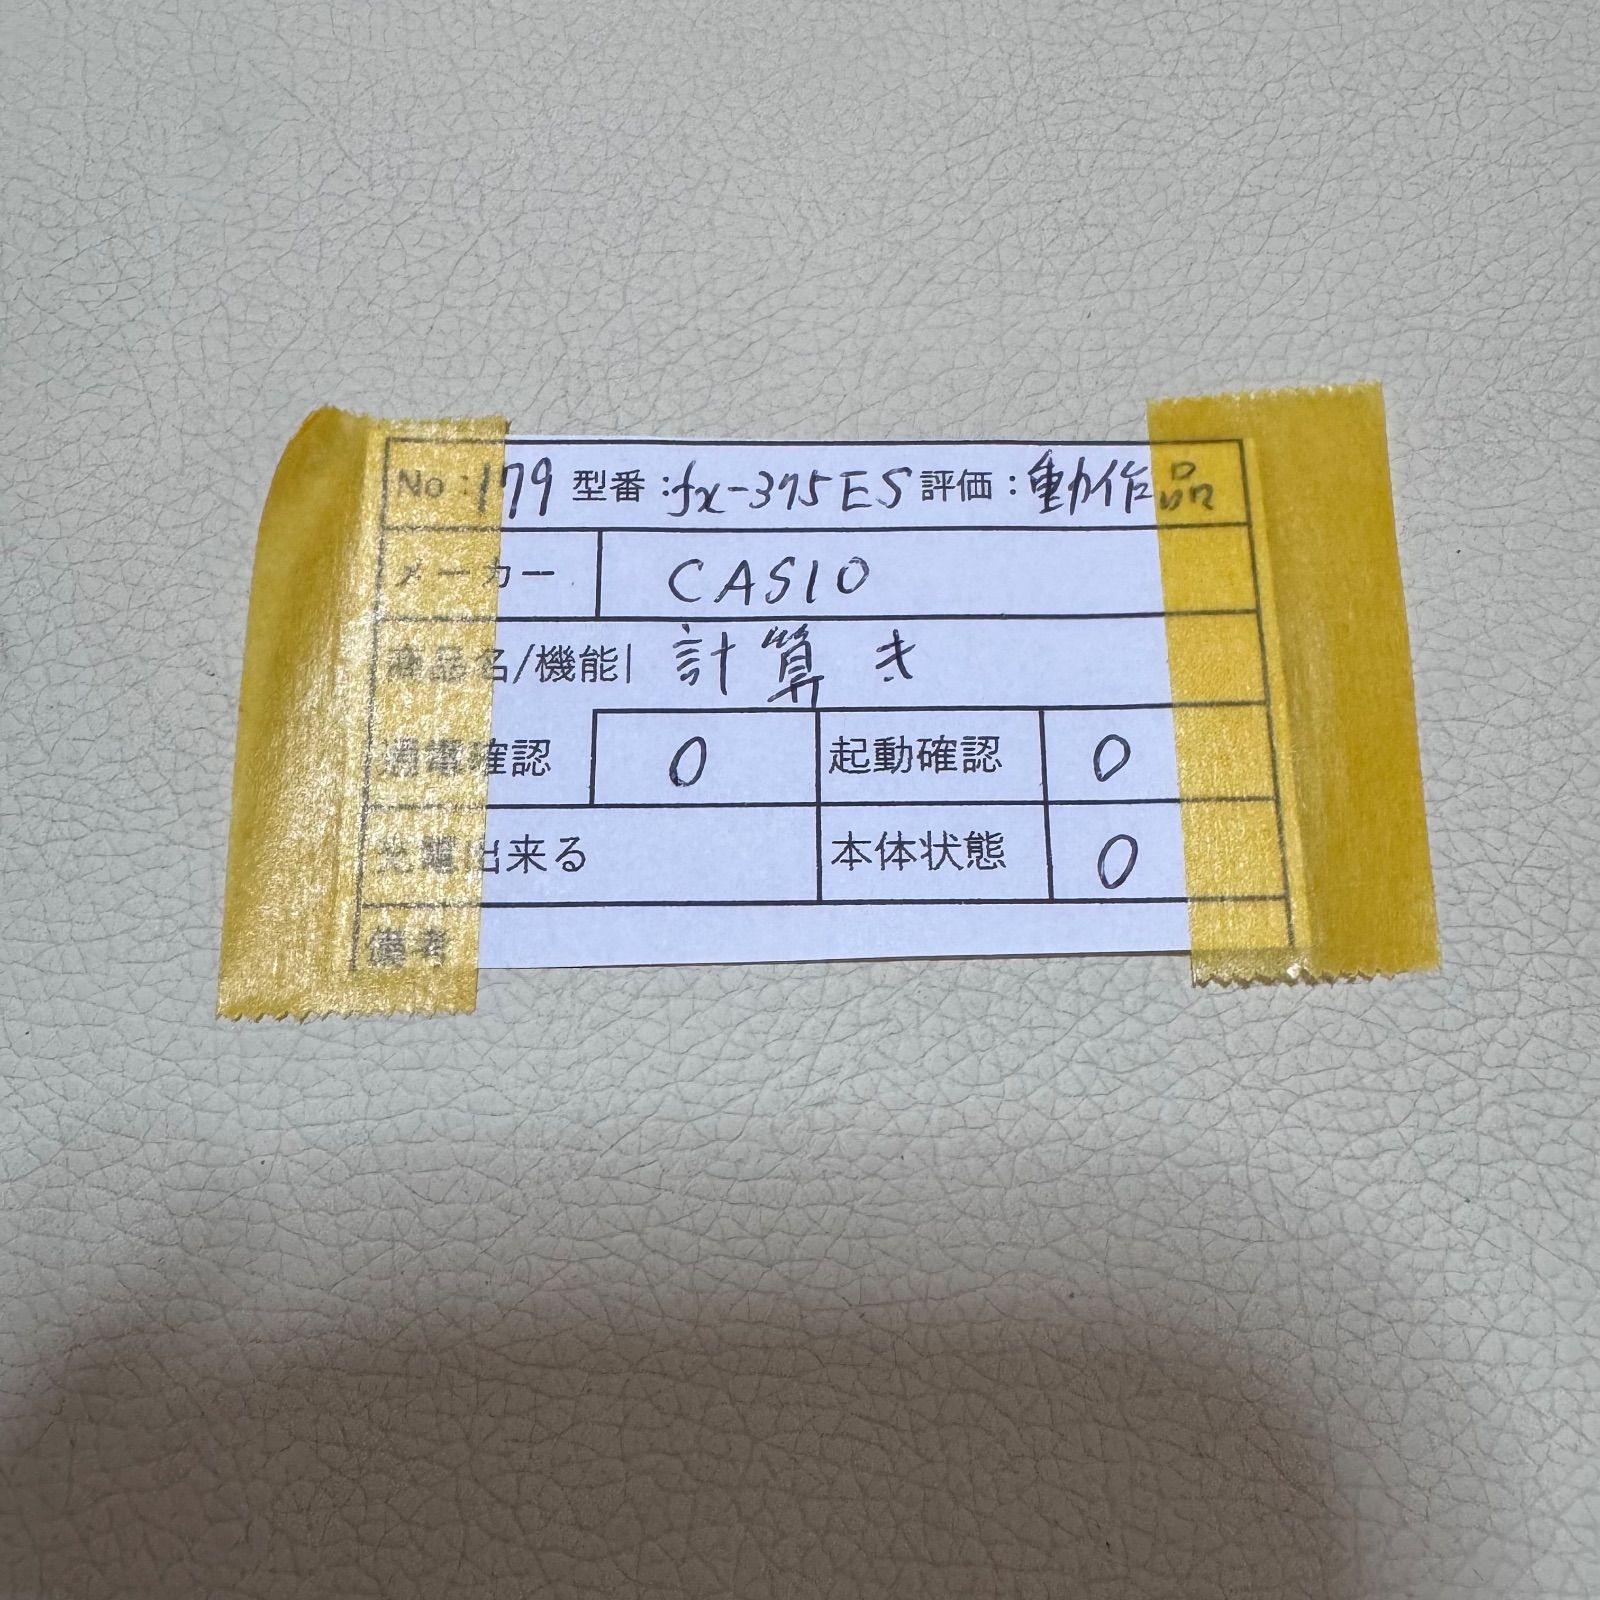 No：179 型番：fx-375ES 評価：動作品
メーカー CASIO
商品名/機能| 計算き
通電確認 0 起動確認 0
充電出来る 本体状態 0
備考